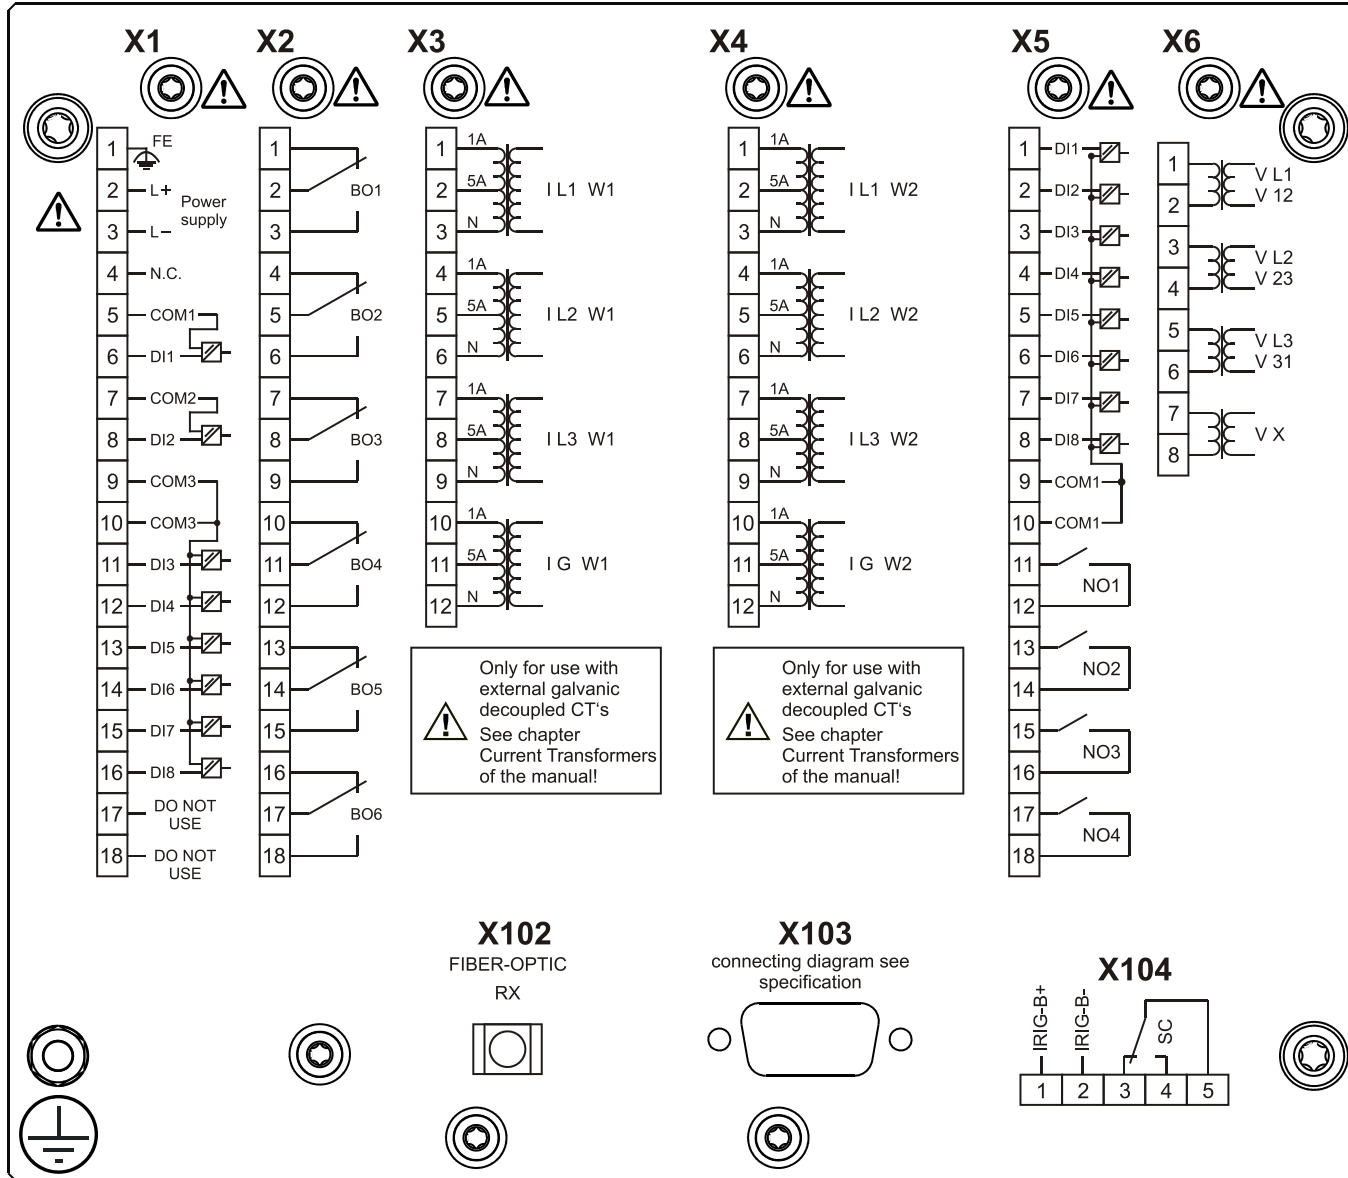 X1
X2
X3
X4
X5
X6
1 FE
2 L+
Power
supply
3 L–
4 N.C.
5 COM1
6 DI1
7 COM2
8 DI2
9 COM3
10 COM3
11 DI3
12 DI4
13 DI5
14 DI6
15 DI7
16 DI8
17 DO NOT
USE
18 DO NOT
USE
1
2 BO1
3
4
5 BO2
6
7
8 BO3
9
10
11 BO4
12
13
14 BO5
15
16
17 BO6
18
1 1A
2 5A I L1 W1
3 N
4 1A
5 5A I L2 W1
6 N
7 1A
8 5A I L3 W1
9 N
10 1A
11 5A I G W1
12 N
Only for use with
external galvanic
decoupled CT‘s
See chapter
Current Transformers
of the manual!
1 1A
2 5A I L1 W2
3 N
4 1A
5 5A I L2 W2
6 N
7 1A
8 5A I L3 W2
9 N
10 1A
11 5A I G W2
12 N
Only for use with
external galvanic
decoupled CT‘s
See chapter
Current Transformers
of the manual!
1 DI1
2 DI2
3 DI3
4 DI4
5 DI5
6 DI6
7 DI7
8 DI8
9 COM1
10 COM1
11
NO1
12
13
NO2
14
15
NO3
16
17
NO4
18
1
V L1
V 12
2
3
V L2
V 23
4
5
V L3
V 31
6
7
V X
8
X102
FIBER-OPTIC
RX
X103
connecting diagram see
specification
X104
IRIG-B+
IRIG-B-
SC
1 2 3 4 5